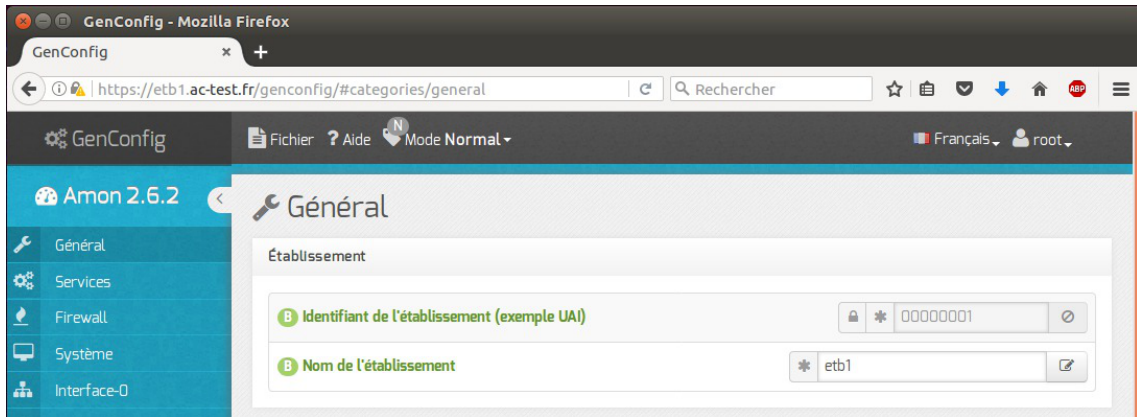 GenConfig - Mozilla Firefox
GenConfig × +
https://etb1.ac-test.fr/genconfig/#categories/general Rechercher ABP
GenConfig Fichier ? Aide N Mode Normal Français root
Amon 2.6.2
Général
Établissement
Général
Services
Firewall
Système
Interface-0
B Identifiant de l'établissement (exemple UAI) * 00000001
B Nom de l'établissement * etb1